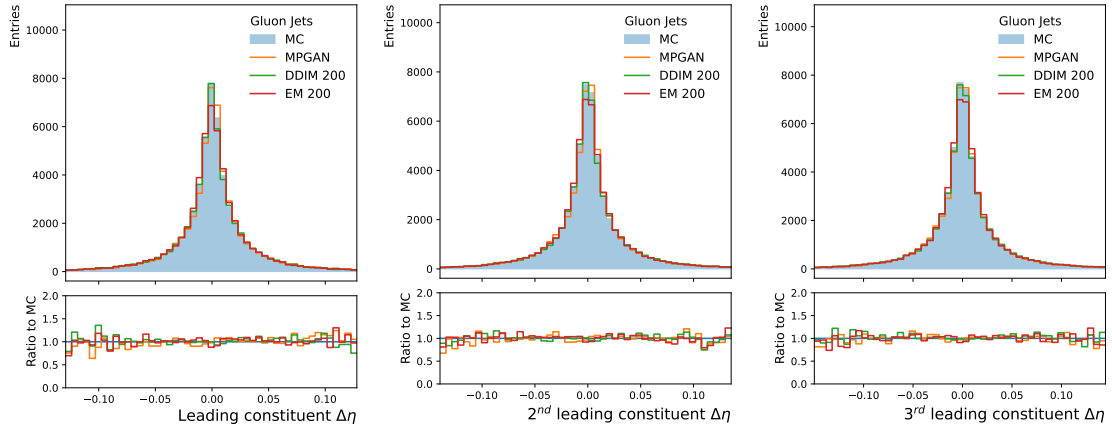 Entries
10000
8000
6000
4000
2000
0
Gluon Jets
MC
MPGAN
DDIM 200
EM 200
Ratio to MC
2.0
1.5
1.0
0.5
0.0
−0.10
−0.05
0.00
0.05
0.10
Leading constituent Δη
Entries
10000
8000
6000
4000
2000
0
Gluon Jets
MC
MPGAN
DDIM 200
EM 200
Ratio to MC
2.0
1.5
1.0
0.5
0.0
−0.10
−0.05
0.00
0.05
0.10
2nd leading constituent Δη
Entries
10000
8000
6000
4000
2000
0
Gluon Jets
MC
MPGAN
DDIM 200
EM 200
Ratio to MC
2.0
1.5
1.0
0.5
0.0
−0.10
−0.05
0.00
0.05
0.10
3rd leading constituent Δη